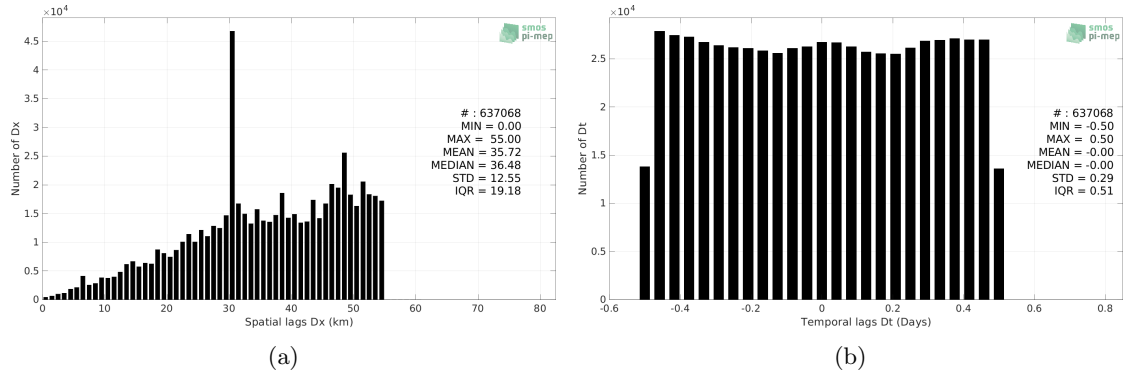 ×10⁴
4.5
4
3.5
3
2.5
2
1.5
1
0.5
0
Number of Dx
0 10 20 30 40 50 60 70 80
Spatial lags Dx (km)
smos
pi-mep
# : 637068
MIN = 0.00
MAX = 55.00
MEAN = 35.72
MEDIAN = 36.48
STD = 12.55
IQR = 19.18
(a)
×10⁴
2.5
2
1.5
1
0.5
0
Number of Dt
-0.6 -0.4 -0.2 0 0.2 0.4 0.6 0.8
Temporal lags Dt (Days)
smos
pi-mep
# : 637068
MIN = -0.50
MAX = 0.50
MEAN = -0.00
MEDIAN = -0.00
STD = 0.29
IQR = 0.51
(b)